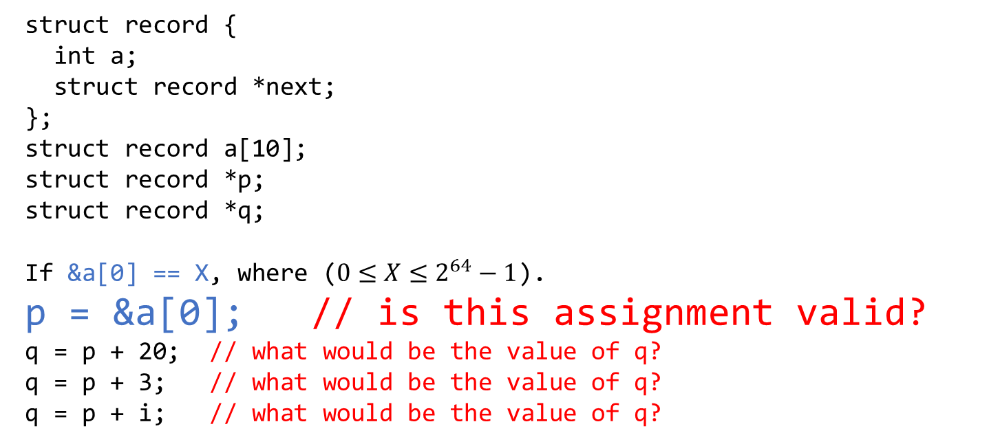 struct record {
  int a;
  struct record *next;
};
struct record a[10];
struct record *p;
struct record *q;
If &a[0] == X, where (0 ≤ X ≤ 2⁶⁴ − 1).
p = &a[0];   // is this assignment valid?
q = p + 20;  // what would be the value of q?
q = p + 3;   // what would be the value of q?
q = p + i;   // what would be the value of q?